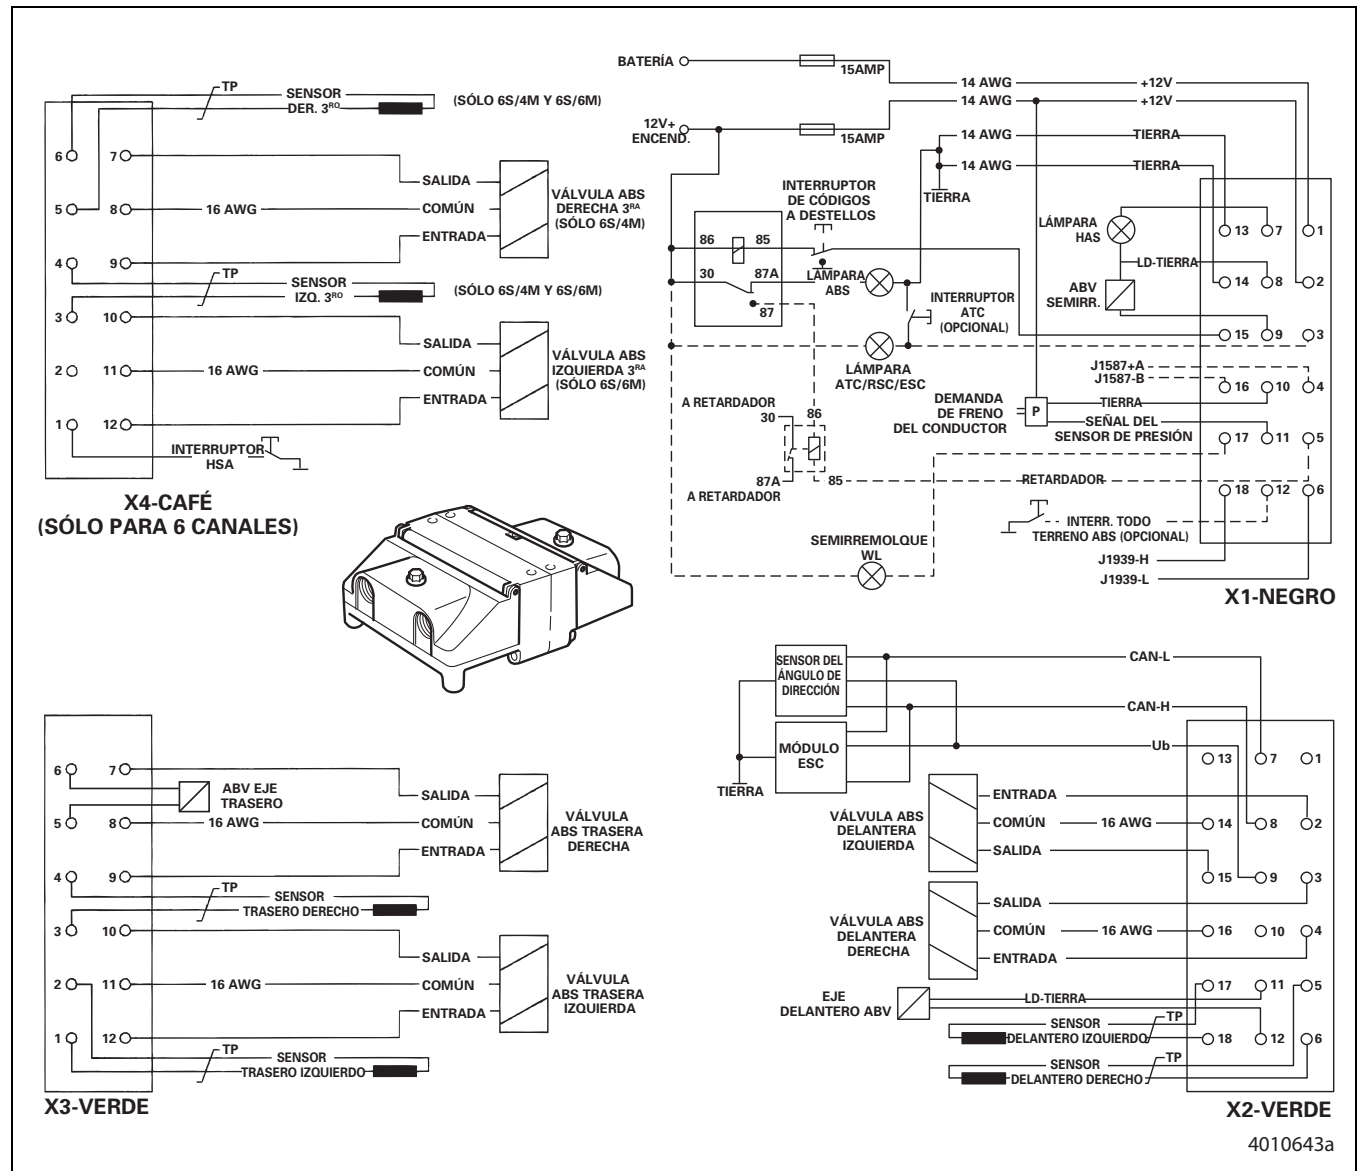 TP
SENSOR
DER. 3RO
(SÓLO 6S/4M Y 6S/6M)
6
7
SALIDA
5
8
16 AWG
COMÚN
VÁLVULA ABS
DERECHA 3RA
(SÓLO 6S/4M)
ENTRADA
4
9
TP
SENSOR
IZQ. 3RO
(SÓLO 6S/4M Y 6S/6M)
3
10
SALIDA
2
11
16 AWG
COMÚN
VÁLVULA ABS
IZQUIERDA 3RA
(SÓLO 6S/6M)
ENTRADA
1
12
INTERRUPTOR
HSA
X4-CAFÉ
(SÓLO PARA 6 CANALES)
BATERÍA
15AMP
14 AWG
+12V
14 AWG
+12V
12V+
ENCEND.
15AMP
14 AWG
TIERRA
14 AWG
TIERRA
TIERRA
INTERRUPTOR
DE CÓDIGOS
A DESTELLOS
86
85
30
87A
87
LÁMPARA
ABS
INTERRUPTOR
ATC
(OPCIONAL)
LÁMPARA
ATC/RSC/ESC
LÁMPARA
HAS
LD-TIERRA
ABV
SEMIRR.
13
7
1
14
8
2
15
9
3
J1587+A
J1587-B
16
10
4
TIERRA
DEMANDA
DE FRENO
DEL CONDUCTOR
P
SEÑAL DEL
SENSOR DE PRESIÓN
17
11
5
A RETARDADOR
30
86
87A
85
A RETARDADOR
RETARDADOR
18
12
6
INTERR. TODO
TERRENO ABS (OPCIONAL)
SEMIRREMOLQUE
WL
J1939-H
J1939-L
X1-NEGRO
6
7
ABV EJE
TRASERO
SALIDA
5
8
16 AWG
COMÚN
VÁLVULA
ABS TRASERA
DERECHA
ENTRADA
4
9
TP
SENSOR
TRASERO DERECHO
3
10
SALIDA
2
11
16 AWG
COMÚN
VÁLVULA
ABS TRASERA
IZQUIERDA
ENTRADA
1
12
TP
SENSOR
TRASERO IZQUIERDO
X3-VERDE
SENSOR DEL
ÁNGULO DE
DIRECCIÓN
CAN-L
CAN-H
MÓDULO
ESC
Ub
TIERRA
13
7
1
ENTRADA
VÁLVULA ABS
DELANTERA
IZQUIERDA
COMÚN
16 AWG
14
8
2
SALIDA
15
9
3
SALIDA
VÁLVULA ABS
DELANTERA
DERECHA
COMÚN
16 AWG
16
10
4
ENTRADA
17
11
5
EJE
DELANTERO ABV
LD-TIERRA
TP
SENSOR
DELANTERO IZQUIERDO
18
12
6
TP
SENSOR
DELANTERO DERECHO
X2-VERDE
4010643a